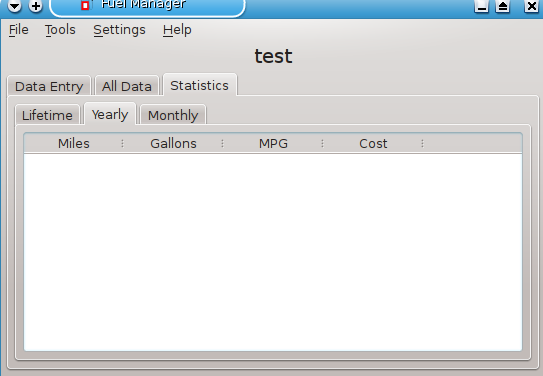 Fuel Manager
File Tools Settings Help
test
Data Entry All Data Statistics
Lifetime Yearly Monthly
Miles Gallons MPG Cost